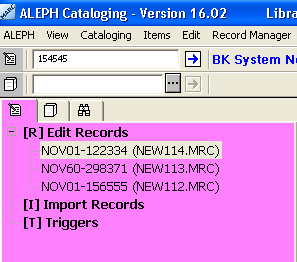 ALEPH Cataloging - Version 16.02 Libra
ALEPH View Cataloging Items Edit Record Manager
154545 BK System N
...
[R] Edit Records
NOV01-122334 (NEW114.MRC)
NOV60-298371 (NEW113.MRC)
NOV01-156555 (NEW112.MRC)
[I] Import Records
[T] Triggers